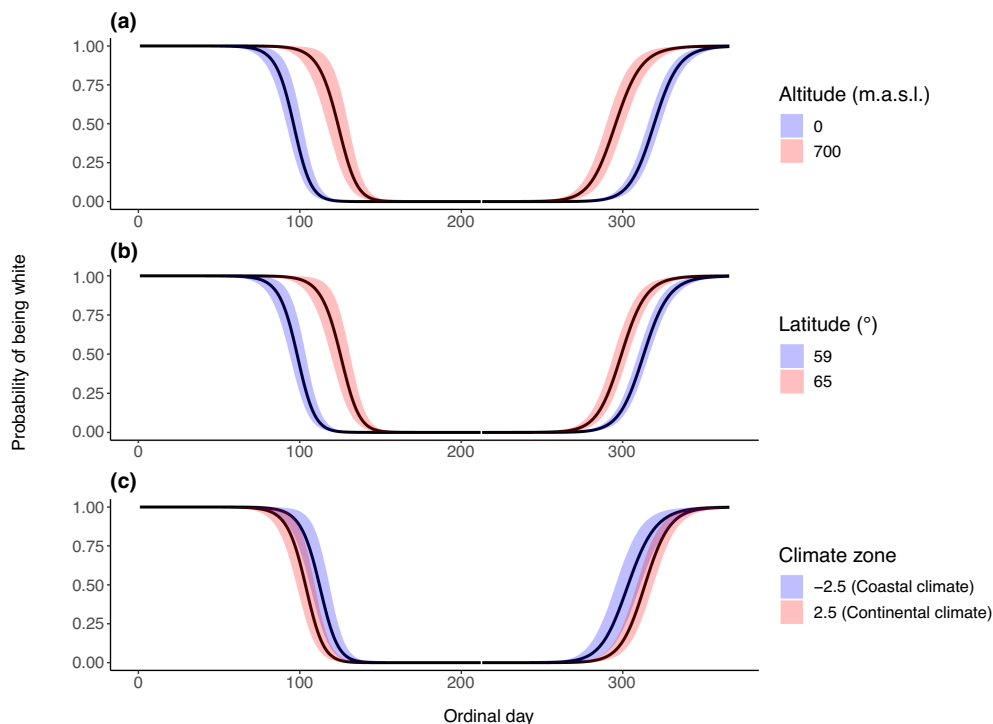 (a)
1.00
0.75
0.50
0.25
0.00
0 100 200 300
Altitude (m.a.s.l.)
0
700
(b)
1.00
0.75
0.50
0.25
0.00
0 100 200 300
Latitude (°)
59
65
(c)
1.00
0.75
0.50
0.25
0.00
0 100 200 300
Climate zone
−2.5 (Coastal climate)
2.5 (Continental climate)
Probability of being white
Ordinal day